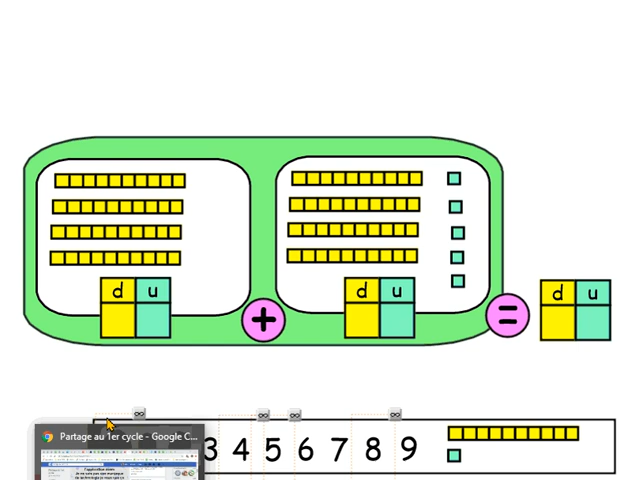 d u
d u
d u
+
=
3 4 5 6 7 8 9
Partage au 1er cycle - Google C...